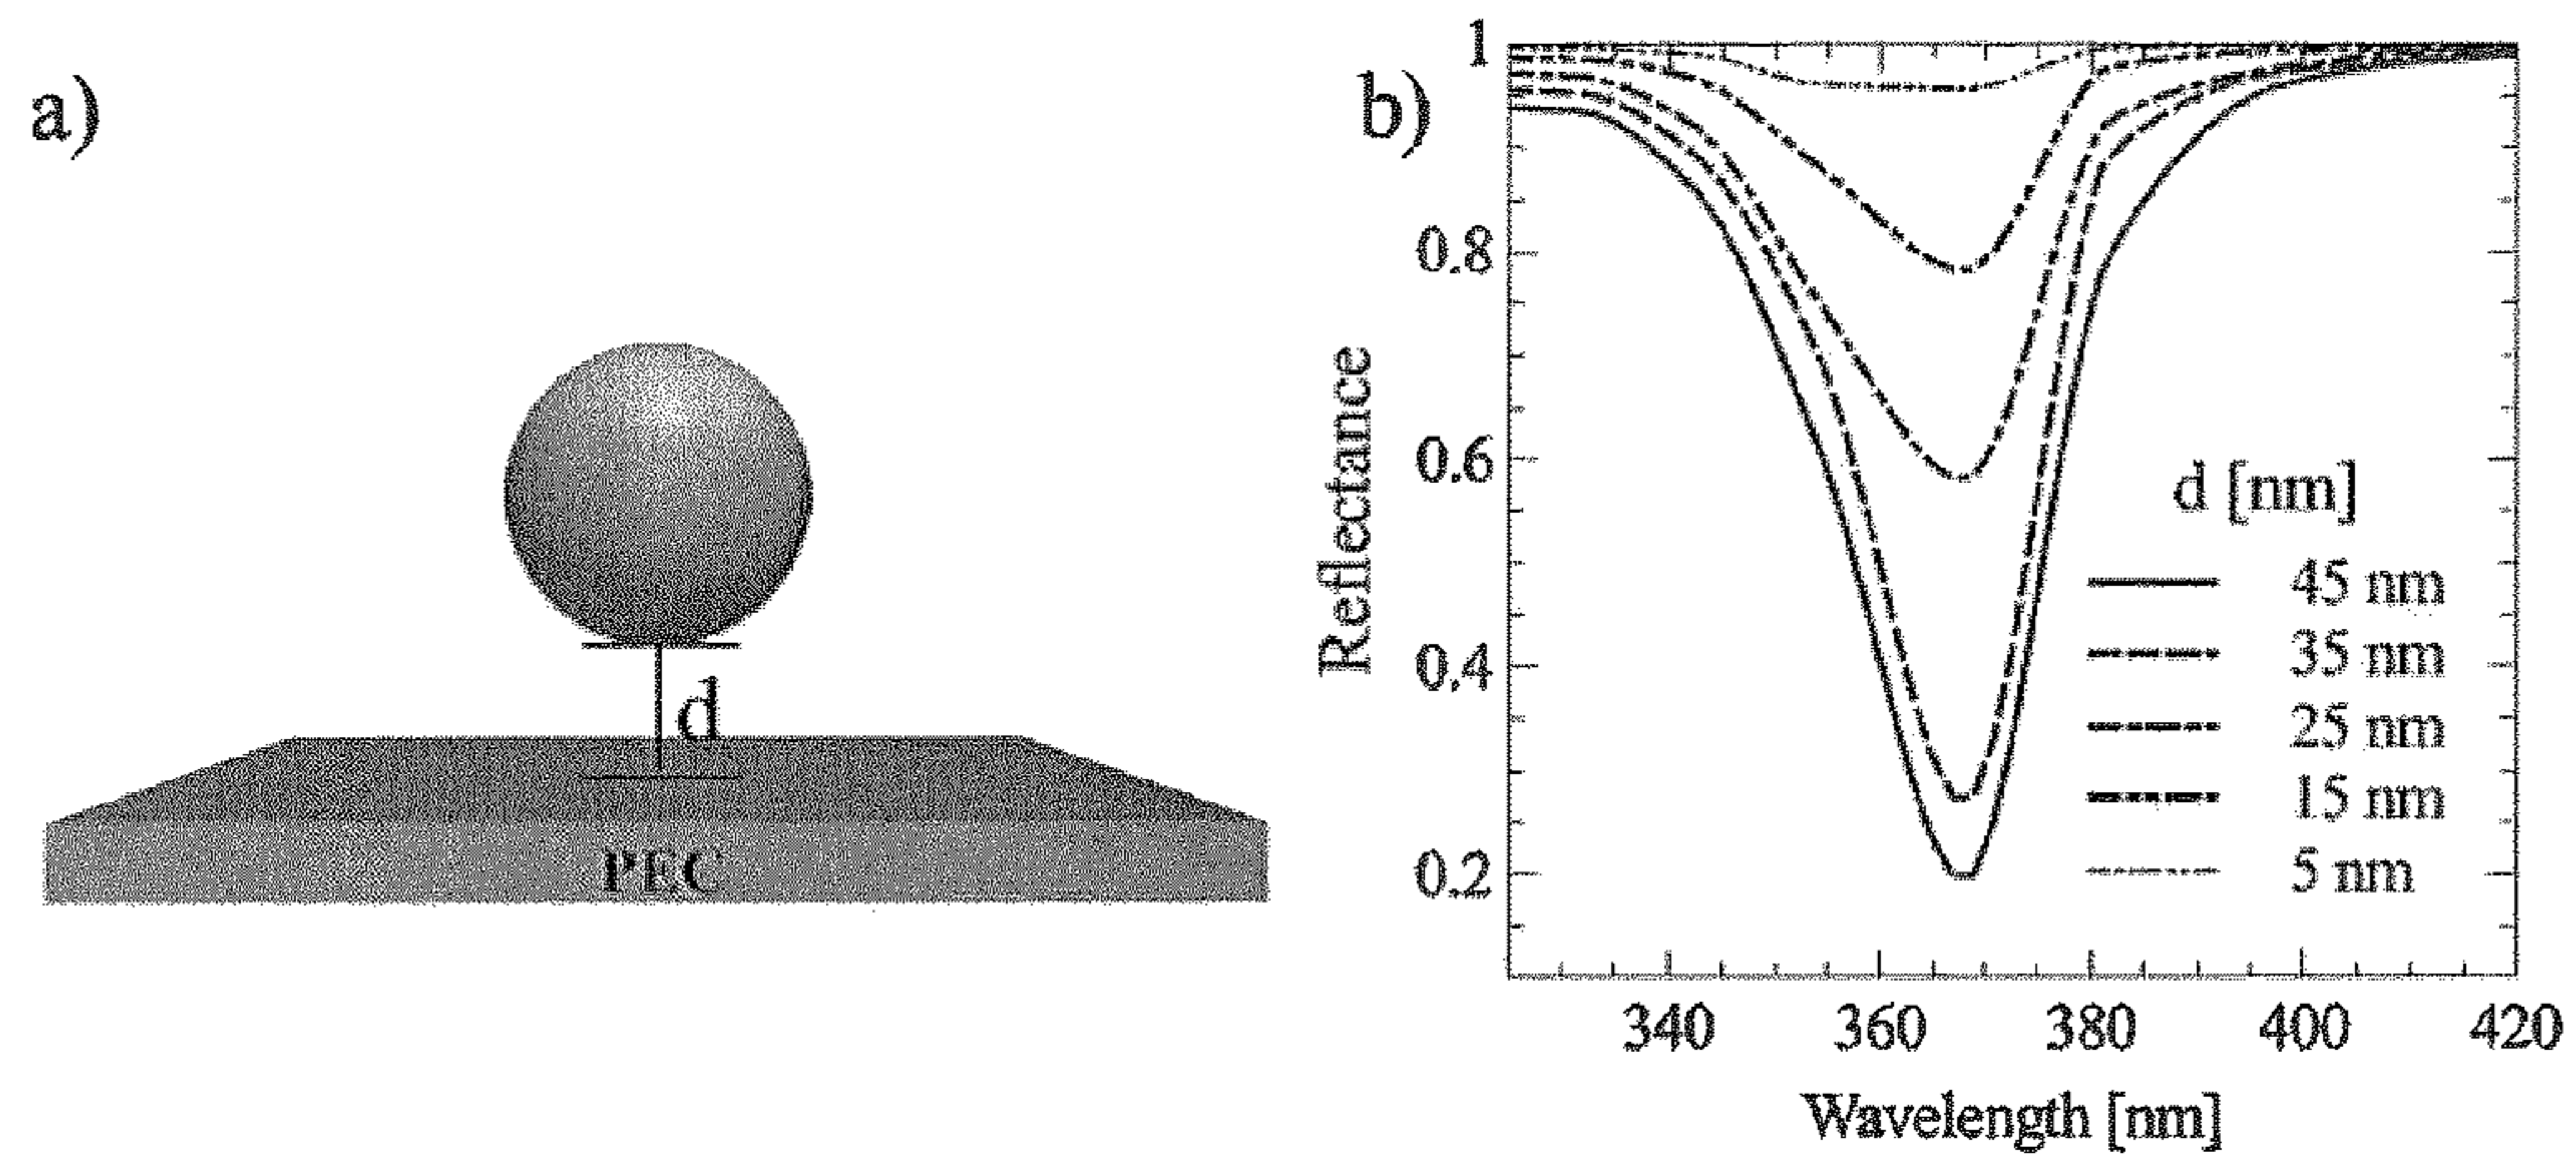 a)
d
PEC
b)
1
0.8
0.6
0.4
0.2
Reflectance
d [nm]
45 nm
35 nm
25 nm
15 nm
5 nm
340 360 380 400 420
Wavelength [nm]